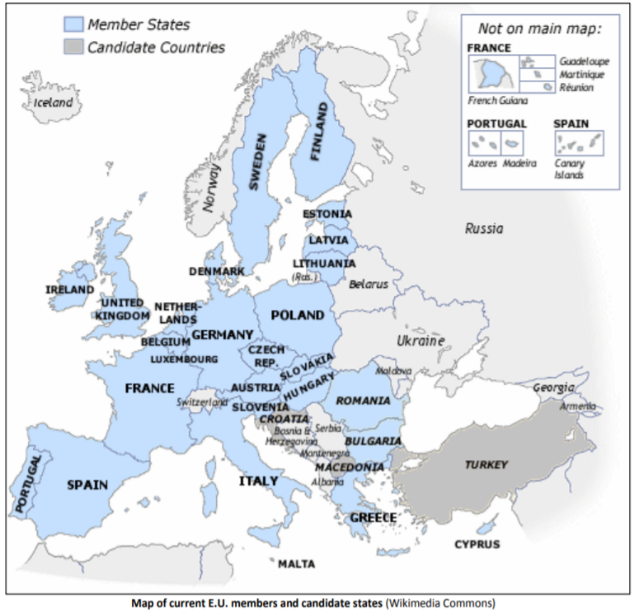 Member States
Candidate Countries
Not on main map:
FRANCE
Guadeloupe
Martinique
Réunion
French Guiana
PORTUGAL
SPAIN
Azores
Madeira
Canary
Islands
Iceland
Norway
SWEDEN
FINLAND
Russia
ESTONIA
LATVIA
LITHUANIA
(Rus.)
Belarus
DENMARK
IRELAND
UNITED
KINGDOM
NETHER-
LANDS
BELGIUM
LUXEMBOURG
GERMANY
POLAND
CZECH
REP.
SLOVAKIA
Ukraine
Moldova
FRANCE
Switzerland
AUSTRIA
HUNGARY
SLOVENIA
ROMANIA
CROATIA
Bosnia &
Herzegovina
Serbia
Montenegro
BULGARIA
MACEDONIA
Albania
Georgia
Armenia
TURKEY
PORTUGAL
SPAIN
ITALY
GREECE
CYPRUS
MALTA
Map of current E.U. members and candidate states (Wikimedia Commons)